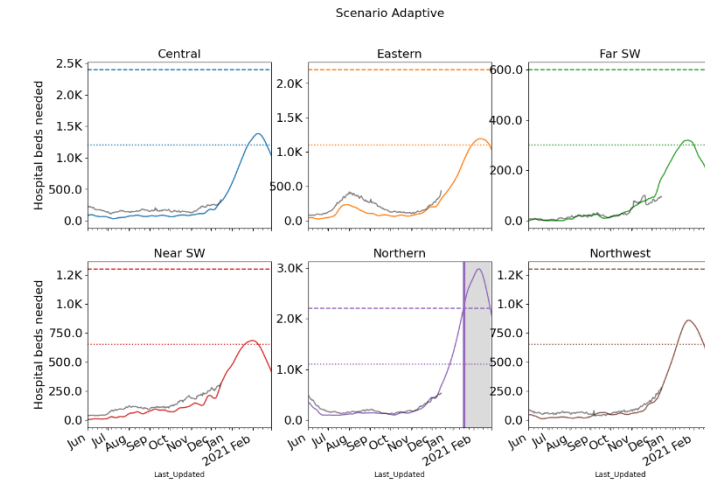 Scenario Adaptive
Central
Eastern
Far SW
Hospital beds needed
2.5K
2.0K
1.5K
1.0K
500.0
0.0
2.0K
1.5K
1.0K
500.0
0.0
600.0
400.0
200.0
0.0
Near SW
Northern
Northwest
Hospital beds needed
1.2K
1.0K
750.0
500.0
250.0
0.0
3.0K
2.0K
1.0K
0.0
1.2K
1.0K
750.0
500.0
250.0
0.0
Jun Jul Aug Sep Oct Nov Dec Jan 2021 Feb
Jun Jul Aug Sep Oct Nov Dec Jan 2021 Feb
Jun Jul Aug Sep Oct Nov Dec Jan 2021 Feb
Last_Updated
Last_Updated
Last_Updated